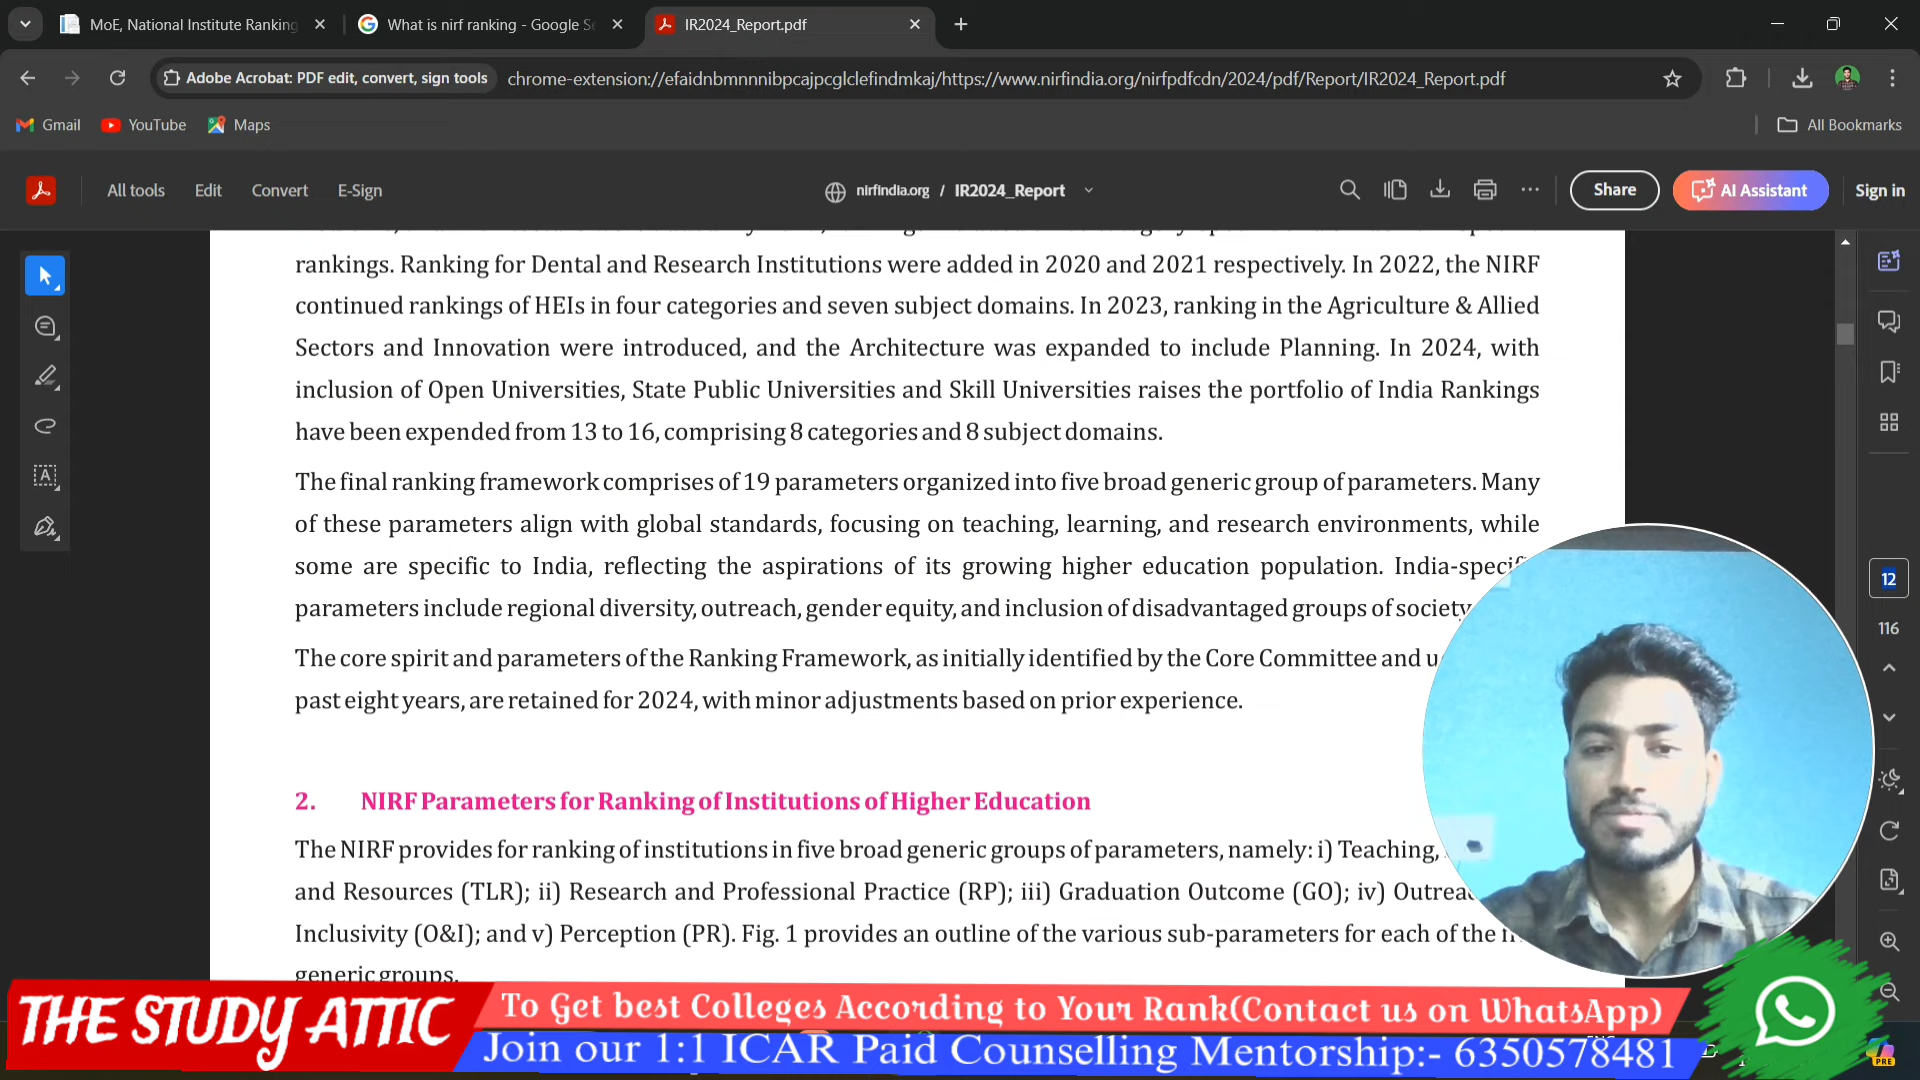 MoE, National Institute Ranking
What is nirf ranking - Google Se
IR2024_Report.pdf
Adobe Acrobat: PDF edit, convert, sign tools
chrome-extension://efaidnbmnnnibpcajpcglclefindmkaj/https://www.nirfindia.org/nirfpdfcdn/2024/pdf/Report/IR2024_Report.pdf
Gmail
YouTube
Maps
All Bookmarks
All tools
Edit
Convert
E-Sign
nirfindia.org / IR2024_Report
Share
AI Assistant
Sign in
rankings. Ranking for Dental and Research Institutions were added in 2020 and 2021 respectively. In 2022, the NIRF
continued rankings of HEIs in four categories and seven subject domains. In 2023, ranking in the Agriculture & Allied
Sectors and Innovation were introduced, and the Architecture was expanded to include Planning. In 2024, with
inclusion of Open Universities, State Public Universities and Skill Universities raises the portfolio of India Rankings
have been expended from 13 to 16, comprising 8 categories and 8 subject domains.
The final ranking framework comprises of 19 parameters organized into five broad generic group of parameters. Many
of these parameters align with global standards, focusing on teaching, learning, and research environments, while
some are specific to India, reflecting the aspirations of its growing higher education population. India-specif
parameters include regional diversity, outreach, gender equity, and inclusion of disadvantaged groups of society
The core spirit and parameters of the Ranking Framework, as initially identified by the Core Committee and u
past eight years, are retained for 2024, with minor adjustments based on prior experience.
2. NIRF Parameters for Ranking of Institutions of Higher Education
The NIRF provides for ranking of institutions in five broad generic groups of parameters, namely: i) Teaching,
and Resources (TLR); ii) Research and Professional Practice (RP); iii) Graduation Outcome (GO); iv) Outrea
Inclusivity (O&I); and v) Perception (PR). Fig. 1 provides an outline of the various sub-parameters for each of the
generic groups.
12
116
THE STUDY ATTIC
To Get best Colleges According to Your Rank(Contact us on WhatsApp)
Join our 1:1 ICAR Paid Counselling Mentorship:- 6350578481
PRE